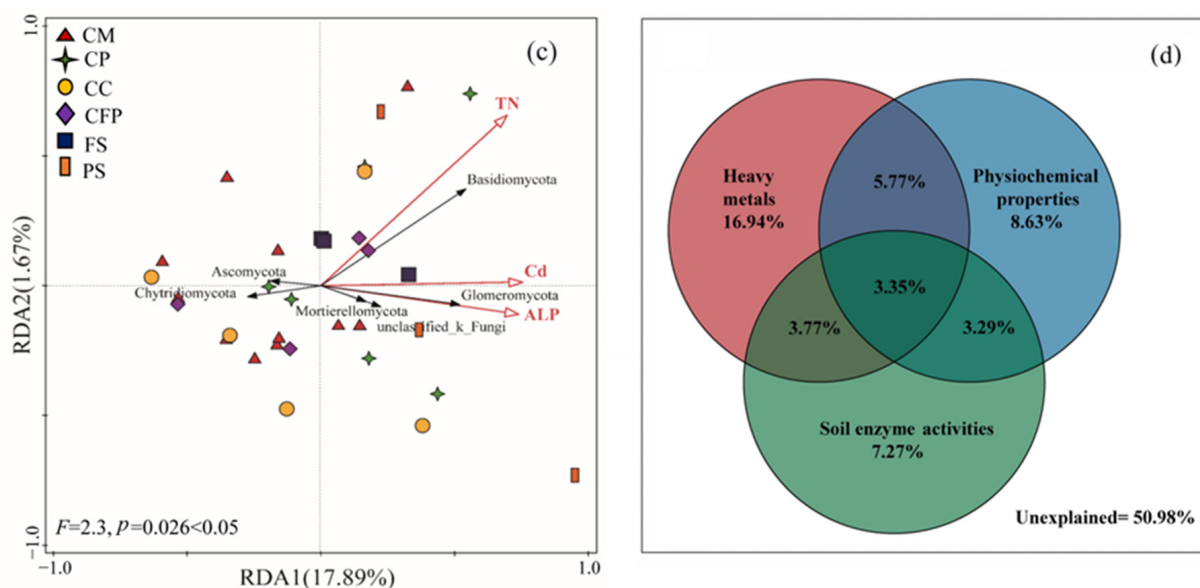 (c)
CM
CP
CC
CFP
FS
PS
1.0
RDA2(1.67%)
-1.0
TN
Basidiomycota
Cd
Ascomycota
Chytridiomycota
Glomeromycota
Mortierellomycota
ALP
unclassified_k_Fungi
F=2.3, p=0.026<0.05
-1.0
1.0
RDA1(17.89%)
(d)
Heavy
metals
16.94%
5.77%
Physiochemical
properties
8.63%
3.35%
3.77%
3.29%
Soil enzyme activities
7.27%
Unexplained= 50.98%